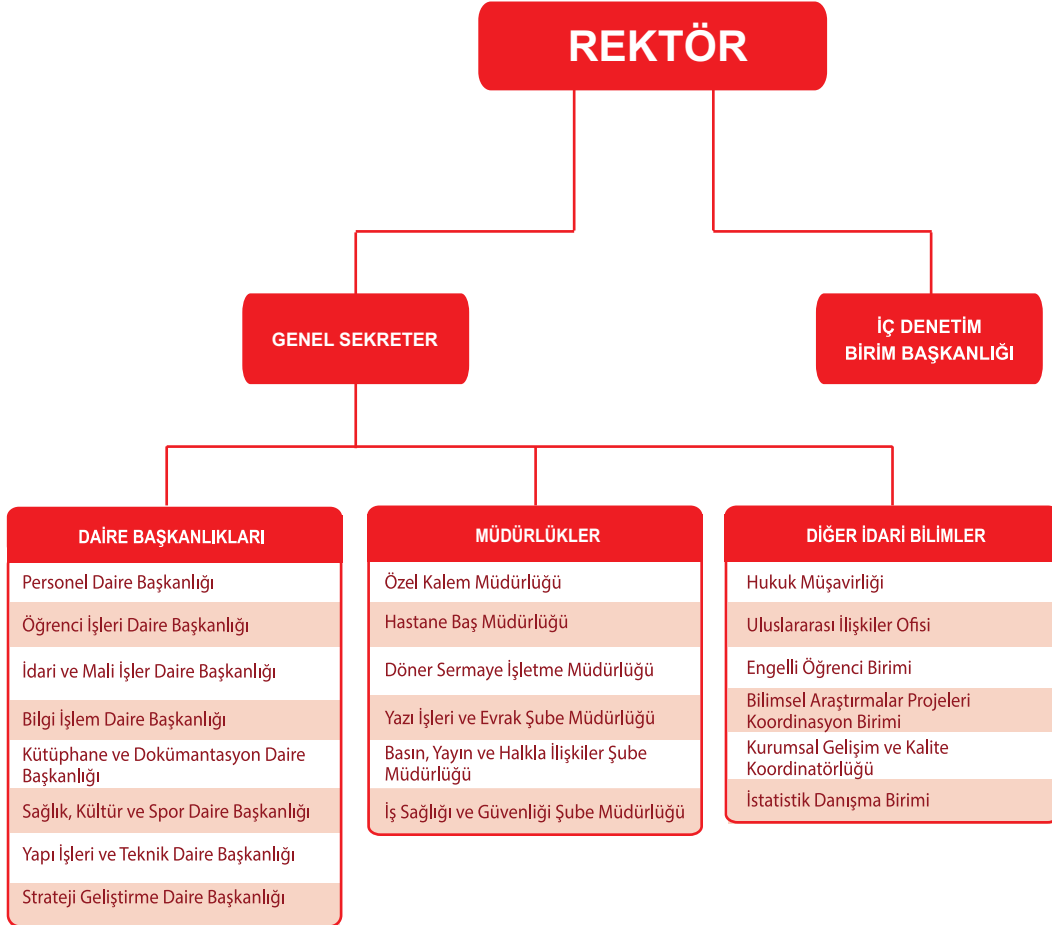 REKTÖR
GENEL SEKRETER
İÇ DENETİM
BİRİM BAŞKANLIĞI
DAİRE BAŞKANLIKLARI
Personel Daire Başkanlığı
Öğrenci İşleri Daire Başkanlığı
İdari ve Mali İşler Daire Başkanlığı
Bilgi İşlem Daire Başkanlığı
Kütüphane ve Dokümantasyon Daire
Başkanlığı
Sağlık, Kültür ve Spor Daire Başkanlığı
Yapı İşleri ve Teknik Daire Başkanlığı
Strateji Geliştirme Daire Başkanlığı
MÜDÜRLÜKLER
Özel Kalem Müdürlüğü
Hastane Baş Müdürlüğü
Döner Sermaye İşletme Müdürlüğü
Yazı İşleri ve Evrak Şube Müdürlüğü
Basın, Yayın ve Halkla İlişkiler Şube
Müdürlüğü
İş Sağlığı ve Güvenliği Şube Müdürlüğü
DİĞER İDARİ BİLİMLER
Hukuk Müşavirliği
Uluslararası İlişkiler Ofisi
Engelli Öğrenci Birimi
Bilimsel Araştırmalar Projeleri
Koordinasyon Birimi
Kurumsal Gelişim ve Kalite
Koordinatörlüğü
İstatistik Danışma Birimi